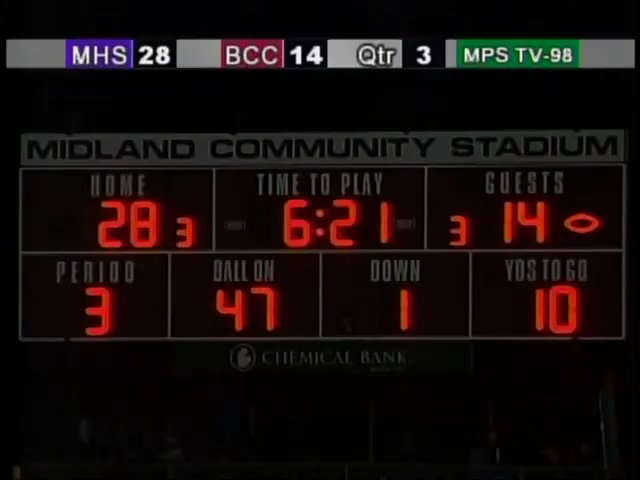 MHS 28 BCC 14 Qtr 3 MPS TV-98
MIDLAND COMMUNITY STADIUM
HOME TIME TO PLAY GUESTS
28 3 6:21 3 14
PERIOD BALL ON DOWN YDS TO GO
3 47 1 10
CHEMICAL BANK